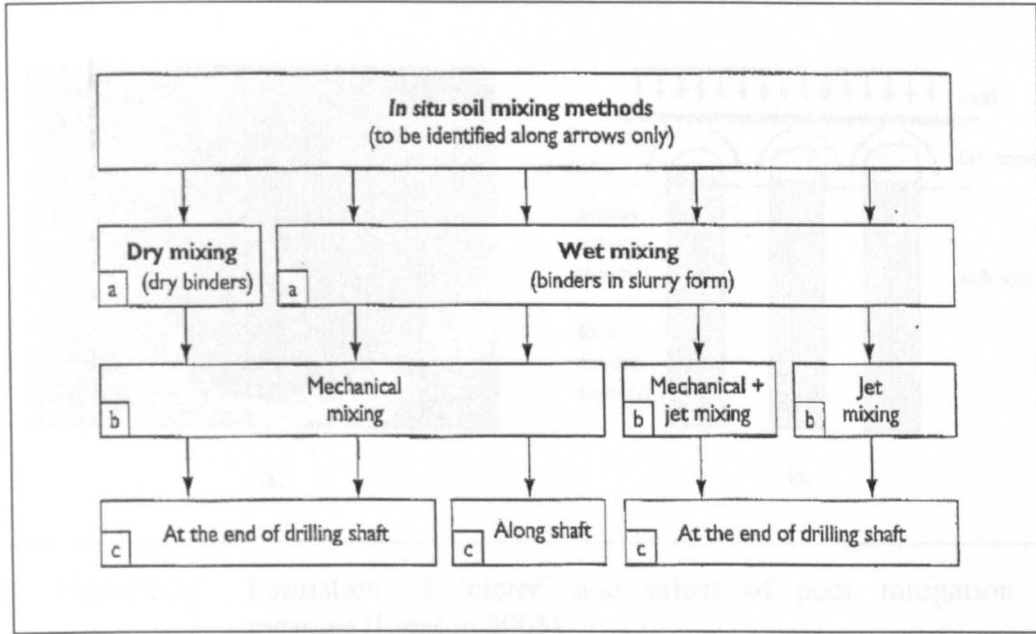 In situ soil mixing methods
(to be identified along arrows only)
Dry mixing
(dry binders)
a
Wet mixing
(binders in slurry form)
a
Mechanical
mixing
b
Mechanical +
jet mixing
b
Jet
mixing
b
At the end of drilling shaft
c
Along shaft
c
At the end of drilling shaft
c